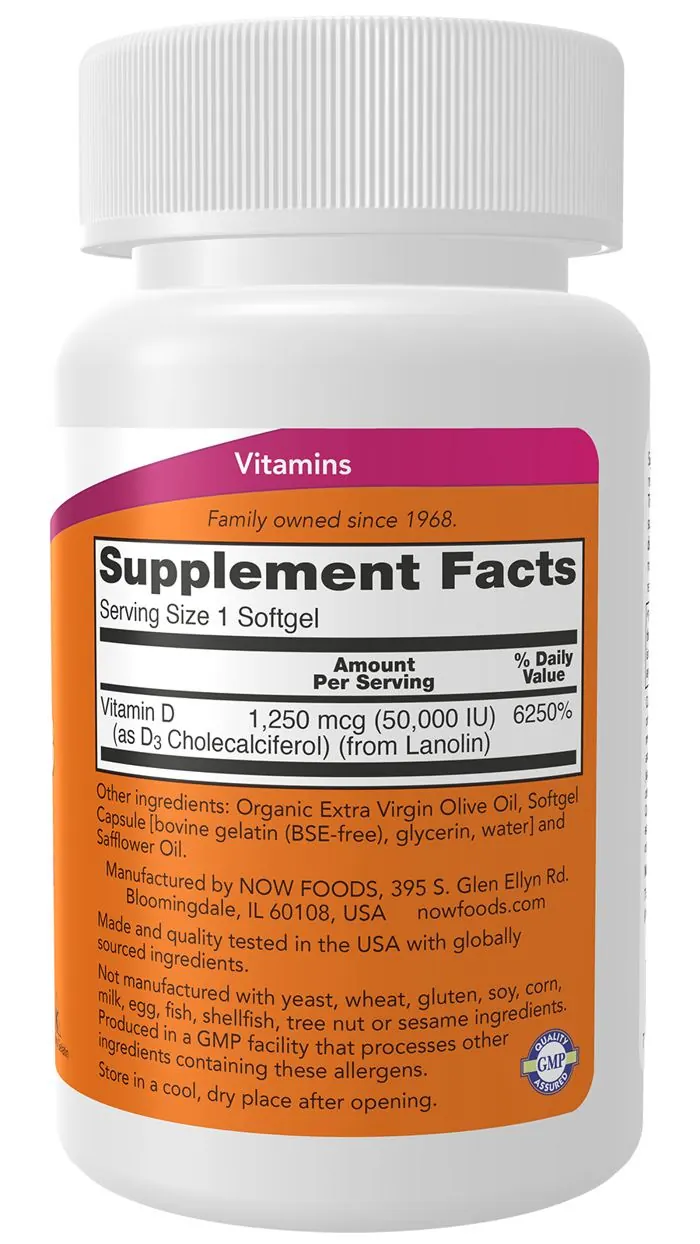 Vitamins
Family owned since 1968.
Supplement Facts
Serving Size 1 Softgel
Amount
Per Serving
% Daily
Value
Vitamin D 1,250 mcg (50,000 IU) 6250%
(as D3 Cholecalciferol) (from Lanolin)
Other ingredients: Organic Extra Virgin Olive Oil, Softgel
Capsule [bovine gelatin (BSE-free), glycerin, water] and
Safflower Oil.
Manufactured by NOW FOODS, 395 S. Glen Ellyn Rd.
Bloomingdale, IL 60108, USA nowfoods.com
Made and quality tested in the USA with globally
sourced ingredients.
Not manufactured with yeast, wheat, gluten, soy, corn,
milk, egg, fish, shellfish, tree nut or sesame ingredients.
Produced in a GMP facility that processes other
ingredients containing these allergens.
Store in a cool, dry place after opening.
QUALITY
GMP
ASSURED